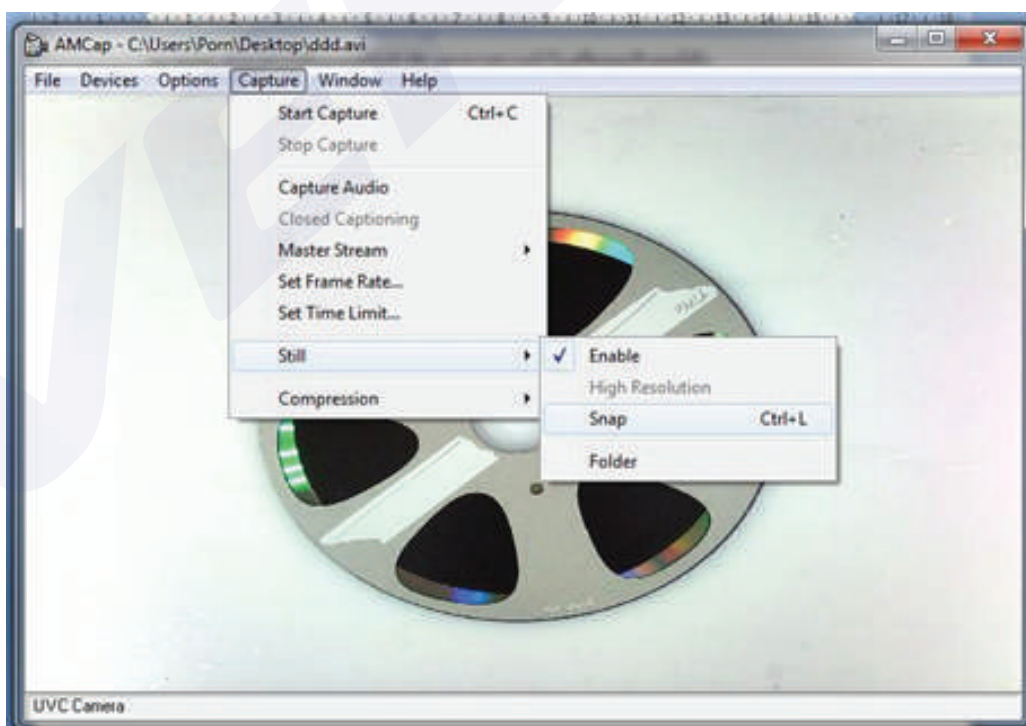 AMCap - C:\Users\Porn\Desktop\ddd.avi
File Devices Options Capture Window Help
Start Capture Ctrl+C
Stop Capture
Capture Audio
Closed Captioning
Master Stream
Set Frame Rate...
Set Time Limit...
Still
Compression
Enable
High Resolution
Snap Ctrl+L
Folder
UVC Camera